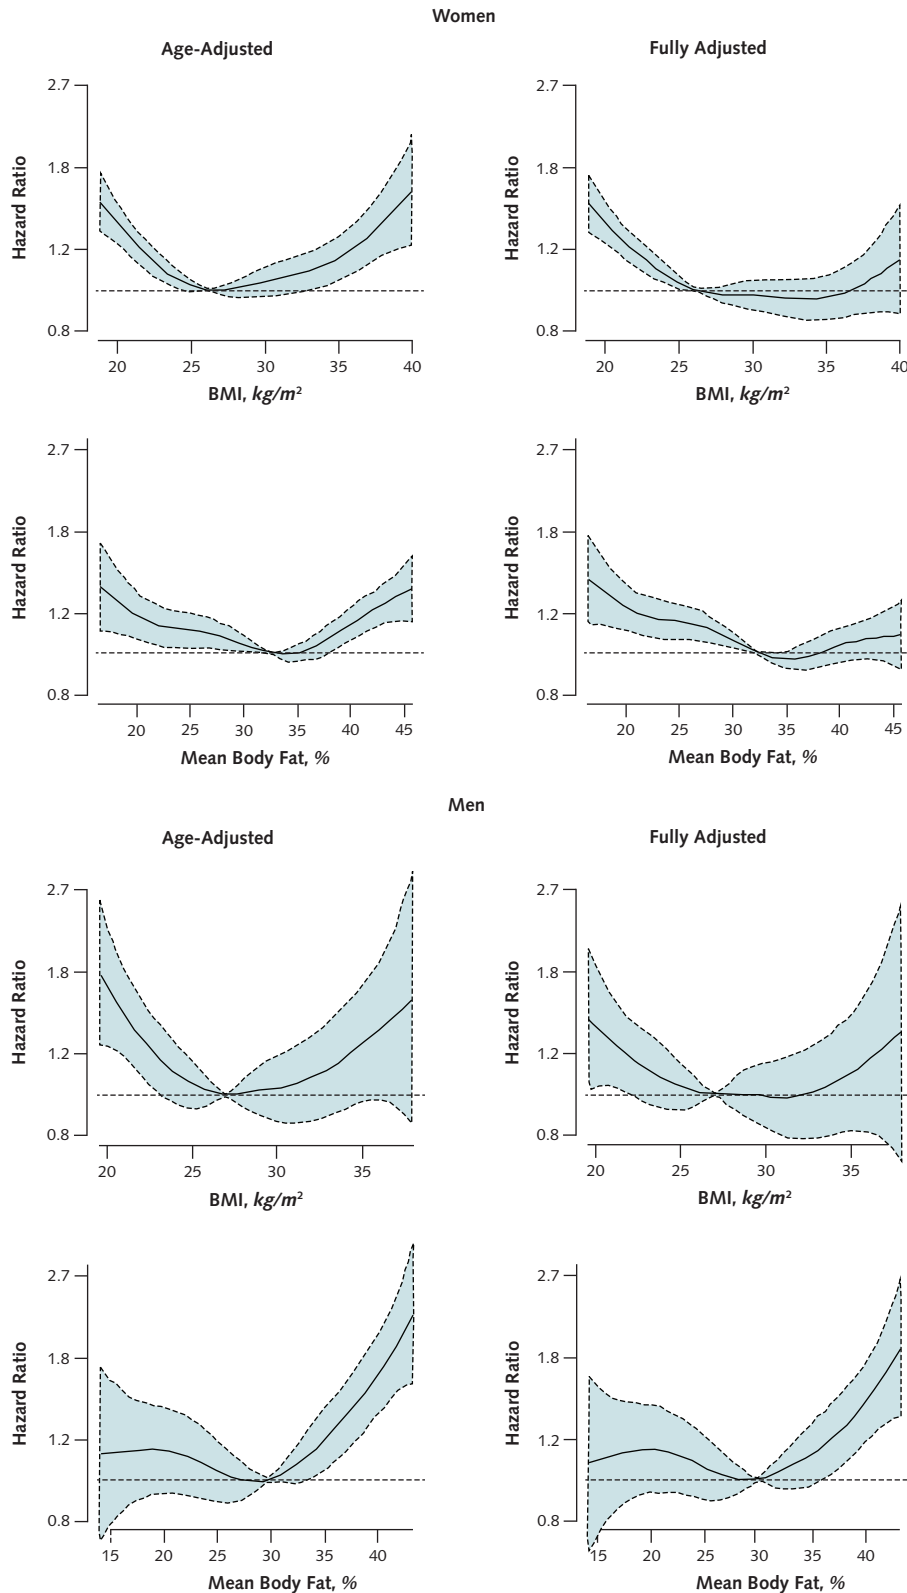 Women
Age-Adjusted
Fully Adjusted
2.7
1.8
1.2
0.8
Hazard Ratio
20 25 30 35 40
BMI, kg/m²
2.7
1.8
1.2
0.8
Hazard Ratio
20 25 30 35 40
BMI, kg/m²
2.7
1.8
1.2
0.8
Hazard Ratio
20 25 30 35 40 45
Mean Body Fat, %
2.7
1.8
1.2
0.8
Hazard Ratio
20 25 30 35 40 45
Mean Body Fat, %
Men
Age-Adjusted
Fully Adjusted
2.7
1.8
1.2
0.8
Hazard Ratio
20 25 30 35
BMI, kg/m²
2.7
1.8
1.2
0.8
Hazard Ratio
20 25 30 35
BMI, kg/m²
2.7
1.8
1.2
0.8
Hazard Ratio
15 20 25 30 35 40
Mean Body Fat, %
2.7
1.8
1.2
0.8
Hazard Ratio
15 20 25 30 35 40
Mean Body Fat, %